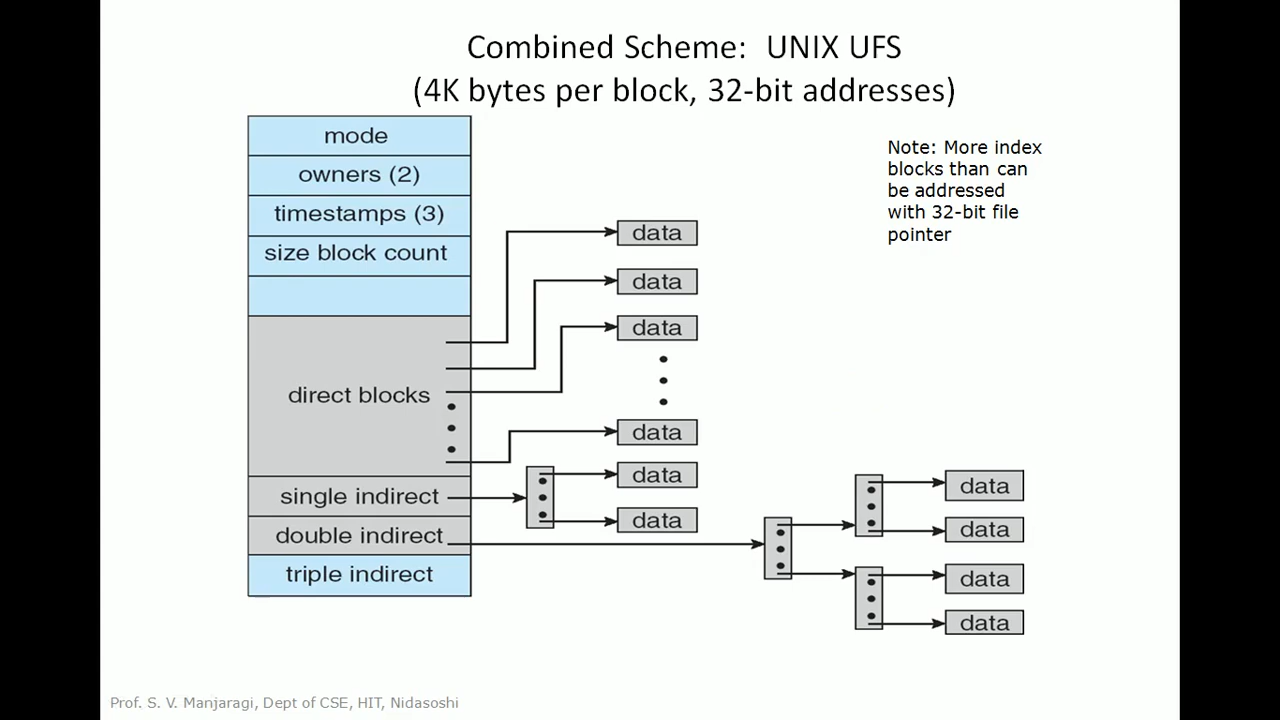 Combined Scheme: UNIX UFS
(4K bytes per block, 32-bit addresses)
Note: More index
blocks than can
be addressed
with 32-bit file
pointer
mode
owners (2)
timestamps (3)
size block count
direct blocks
single indirect
double indirect
triple indirect
data
data
data
data
data
data
data
data
data
data
Prof. S. V. Manjaragi, Dept of CSE, HIT, Nidasoshi